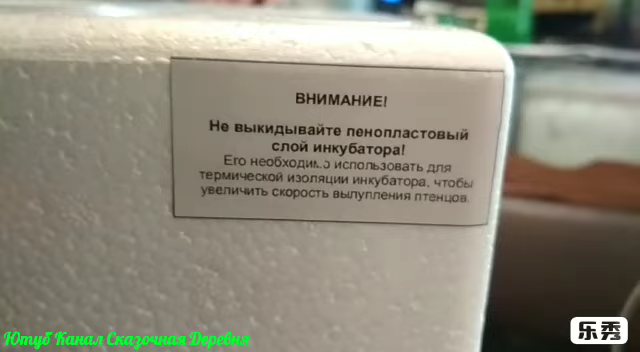 ВНИМАНИЕ!
Не выкидывайте пенопластовый
слой инкубатора!
Его необходимо использовать для
термической изоляции инкубатора, чтобы
увеличить скорость вылупления птенцов.
Ютуб Канал Сказочная Деревня
乐秀